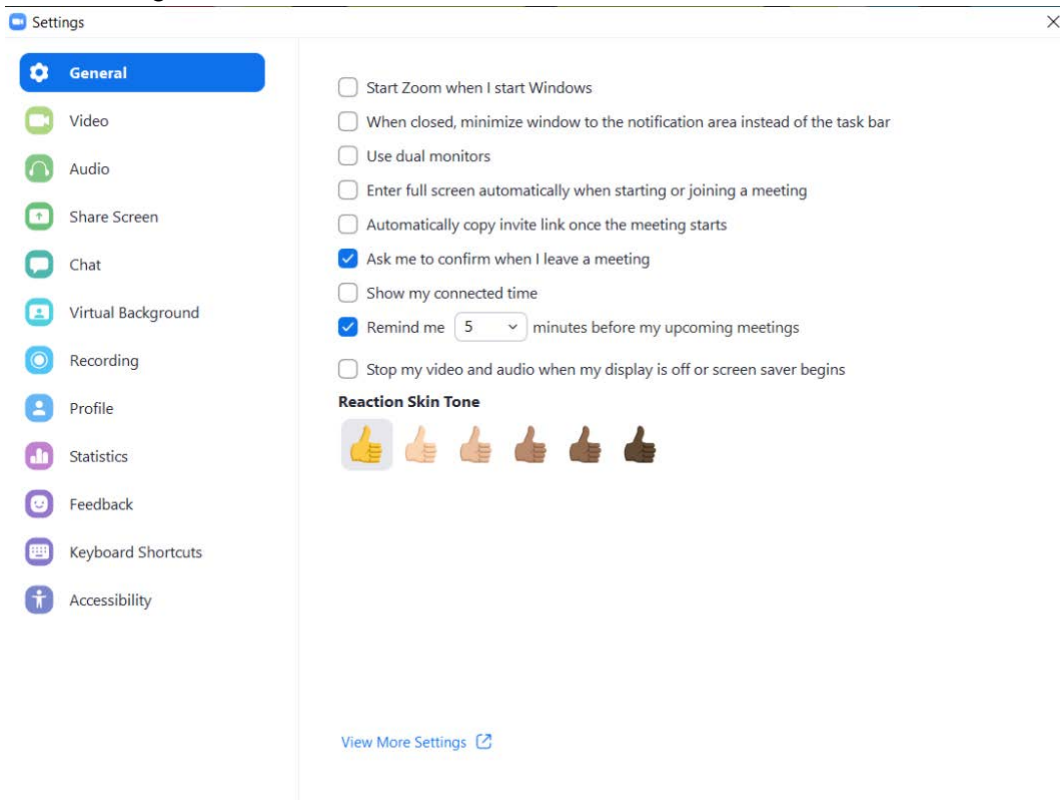 Settings
General
Video
Audio
Share Screen
Chat
Virtual Background
Recording
Profile
Statistics
Feedback
Keyboard Shortcuts
Accessibility
Start Zoom when I start Windows
When closed, minimize window to the notification area instead of the task bar
Use dual monitors
Enter full screen automatically when starting or joining a meeting
Automatically copy invite link once the meeting starts
Ask me to confirm when I leave a meeting
Show my connected time
Remind me 5 minutes before my upcoming meetings
Stop my video and audio when my display is off or screen saver begins
Reaction Skin Tone
View More Settings